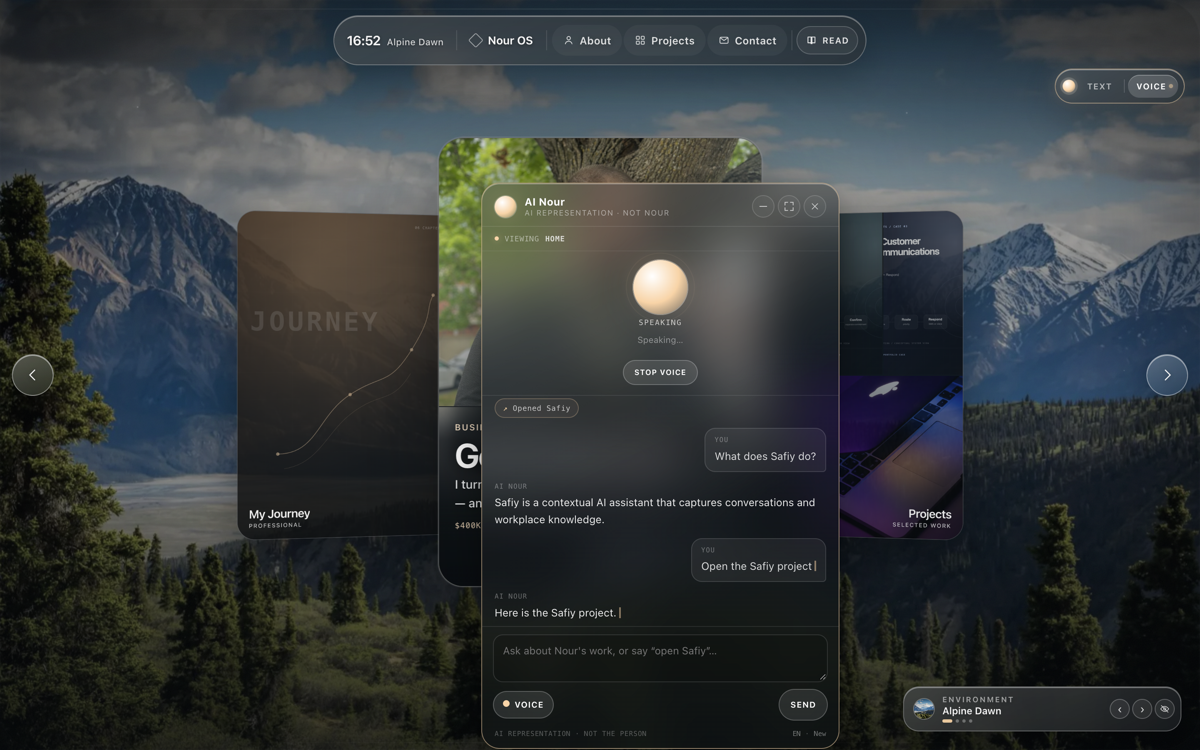 16:52 Alpine Dawn
Nour OS
About
Projects
Contact
READ
TEXT
VOICE
JOURNEY
My Journey
PROFESSIONAL
I turn
— an
$400K
AI Nour
AI REPRESENTATION · NOT NOUR
VIEWING HOME
SPEAKING
Speaking...
STOP VOICE
↗ Opened Safiy
YOU
What does Safiy do?
AI NOUR
Safiy is a contextual AI assistant that captures conversations and
workplace knowledge.
YOU
Open the Safiy project
AI NOUR
Here is the Safiy project.
Ask about Nour's work, or say “open Safiy”...
VOICE
SEND
AI REPRESENTATION · NOT THE PERSON
EN · New
Customer
mmunications
Projects
SELECTED WORK
ENVIRONMENT
Alpine Dawn